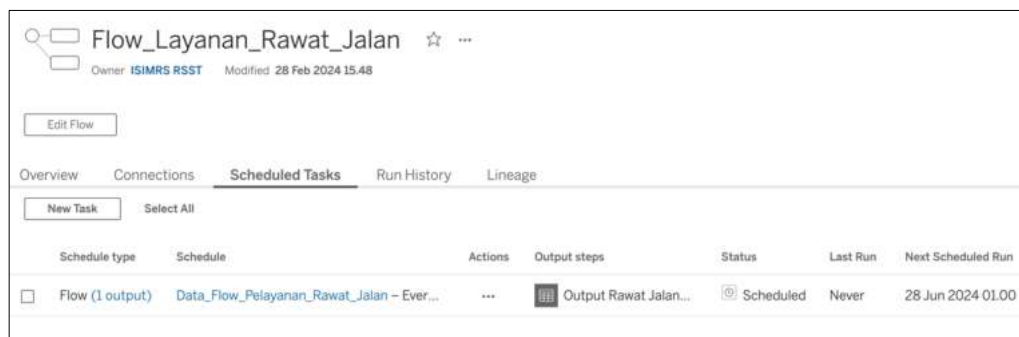 Flow_Layanan_Rawat_Jalan ...
Owner ISIMRS RSST Modified 28 Feb 2024 15.48
Edit Flow
Overview Connections Scheduled Tasks Run History Lineage
New Task Select All
Schedule type Schedule Actions Output steps Status Last Run Next Scheduled Run
Flow (1 output) Data_Flow_Pelayanan_Rawat_Jalan – Ever... ... Output Rawat Jalan... Scheduled Never 28 Jun 2024 01.00